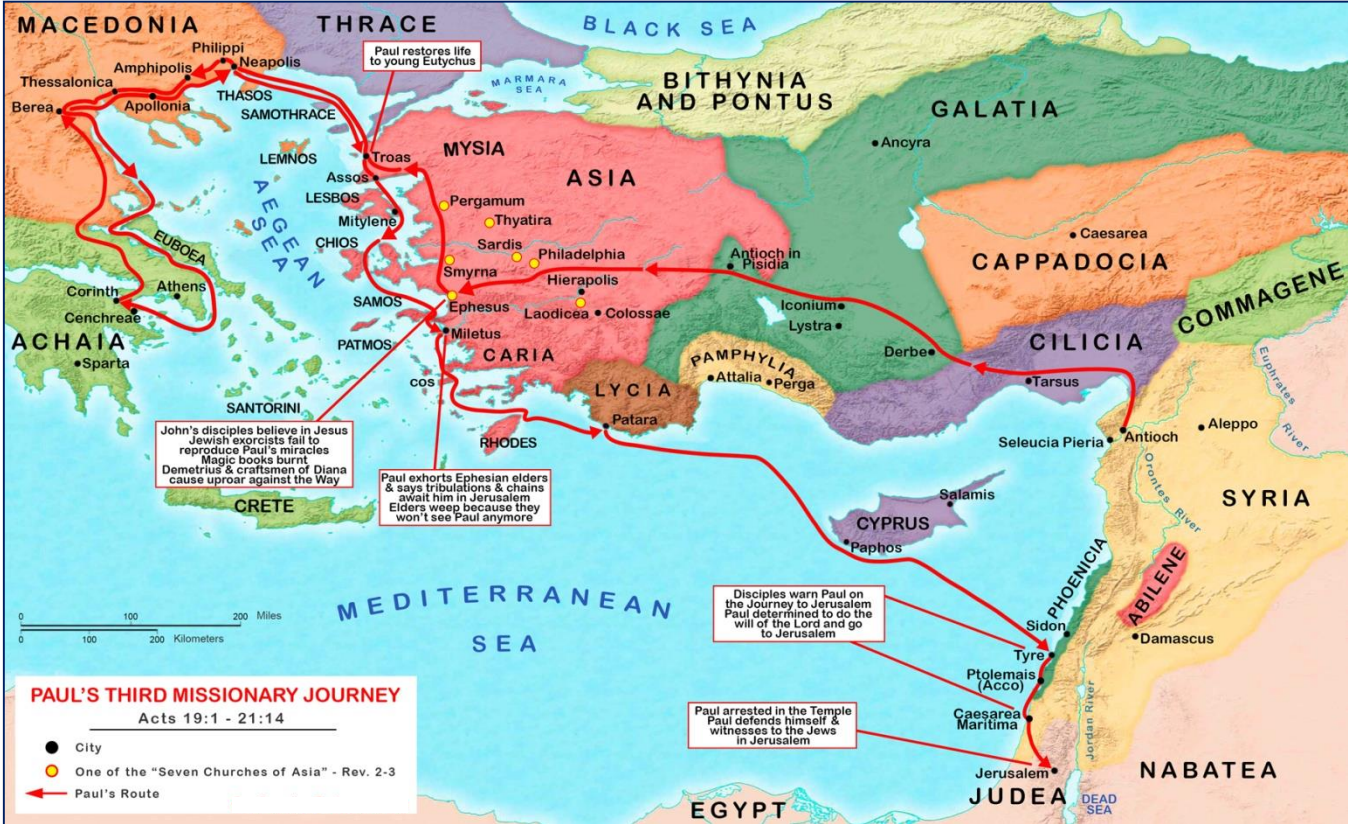 MACEDONIA
THRACE
BLACK SEA
Philippi
Neapolis
Amphipolis
Thessalonica
Berea
Apollonia
THASOS
SAMOTHRACE
Paul restores life
to young Eutychus
MARMARA
SEA
BITHYNIA
AND PONTUS
GALATIA
Ancyra
LEMNOS
AEGEAN
SEA
Troas
MYSIA
ASIA
Assos
LESBOS
Mitylene
CHIOS
Pergamum
Thyatira
Sardis
Philadelphia
Smyrna
Antioch in
Pisidia
Caesarea
CAPPADOCIA
COMMAGENE
EUBOEA
Corinth
Athens
Cenchreae
ACHAIA
Sparta
SAMOS
Ephesus
Hierapolis
Laodicea
Colossae
Miletus
PATMOS
CARIA
COS
Iconium
Lystra
Derbe
PAMPHYLIA
Attalia
Perga
CILICIA
Tarsus
Euphrates
River
SANTORINI
LYCIA
Patara
RHODES
Seleucia Pieria
Antioch
Aleppo
Orontes
River
SYRIA
John's disciples believe in Jesus
Jewish exorcists fail to
reproduce Paul's miracles
Magic books burnt
Demetrius & craftsmen of Diana
cause uproar against the Way
Paul exhorts Ephesian elders
& says tribulations & chains
await him in Jerusalem
Elders weep because they
won't see Paul anymore
CRETE
Salamis
CYPRUS
Paphos
PHOENICIA
ABILENE
MEDITERRANEAN
SEA
Disciples warn Paul on
the Journey to Jerusalem
Paul determined to do the
will of the Lord and go
to Jerusalem
Sidon
Damascus
Tyre
Ptolemais
(Acco)
0 100 200 Miles
0 100 200 Kilometers
Paul arrested in the Temple
Paul defends himself &
witnesses to the Jews
in Jerusalem
Caesarea
Maritima
Jordan River
Jerusalem
JUDEA
DEAD
SEA
NABATEA
EGYPT
PAUL'S THIRD MISSIONARY JOURNEY
Acts 19:1 - 21:14
City
One of the "Seven Churches of Asia" - Rev. 2-3
Paul's Route